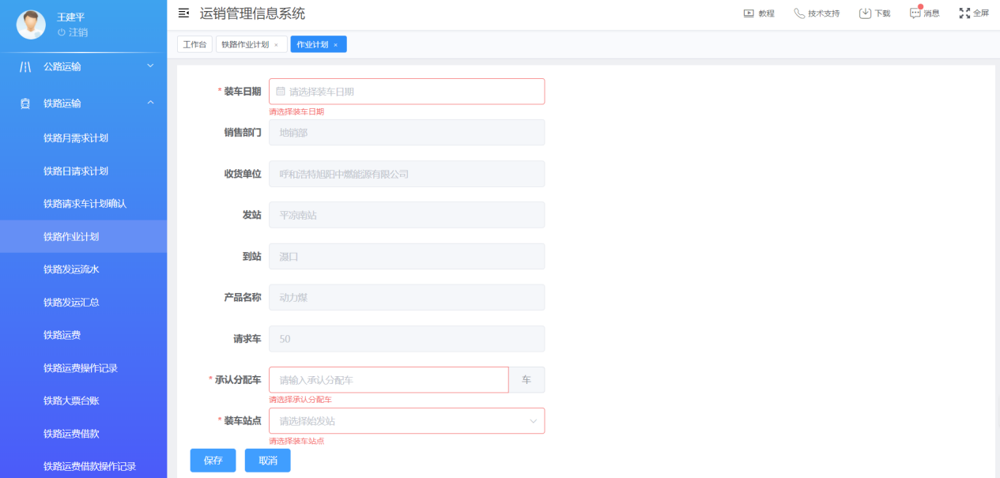 王建平
注销
运销管理信息系统
教程
技术支持
下载
消息
全屏
工作台
铁路作业计划 ×
作业计划 ×
公路运输
铁路运输
铁路月需求计划
铁路日请求计划
铁路请求车计划确认
铁路作业计划
铁路发运流水
铁路发运汇总
铁路运费
铁路运费操作记录
铁路大票台账
铁路运费借款
铁路运费借款操作记录
* 装车日期 请选择装车日期
请选择装车日期
销售部门 地销部
收货单位 呼和浩特旭阳中燃能源有限公司
发站 平凉南站
到站 滠口
产品名称 动力煤
请求车 50
* 承认分配车 请输入承认分配车 车
请选择承认分配车
* 装车站点 请选择始发站
请选择装车站点
保存 取消